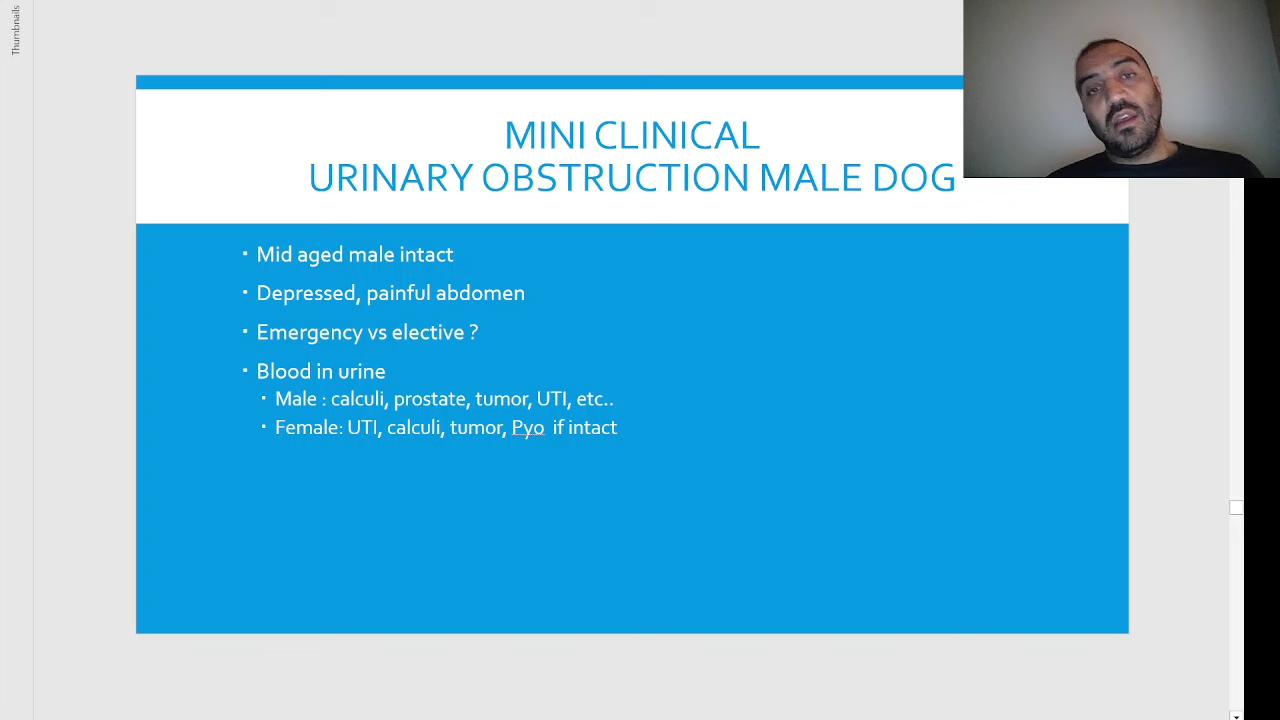 Thumbnails
MINI CLINICAL
URINARY OBSTRUCTION MALE DOG
▪ Mid aged male intact
▪ Depressed, painful abdomen
▪ Emergency vs elective ?
▪ Blood in urine
▪ Male : calculi, prostate, tumor, UTI, etc..
▪ Female: UTI, calculi, tumor, Pyo if intact